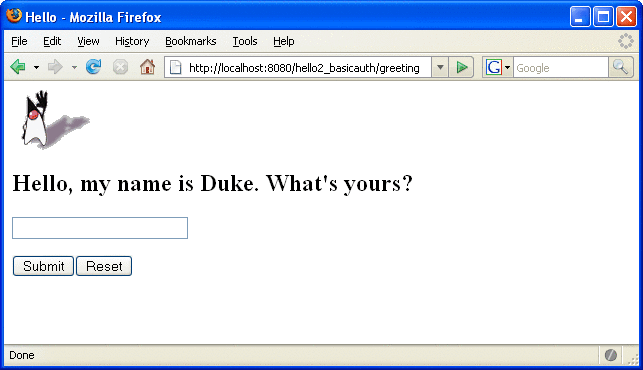 Hello - Mozilla Firefox
File Edit View History Bookmarks Tools Help
http://localhost:8080/hello2_basicauth/greeting G Google
Hello, my name is Duke. What's yours?
Submit Reset
Done